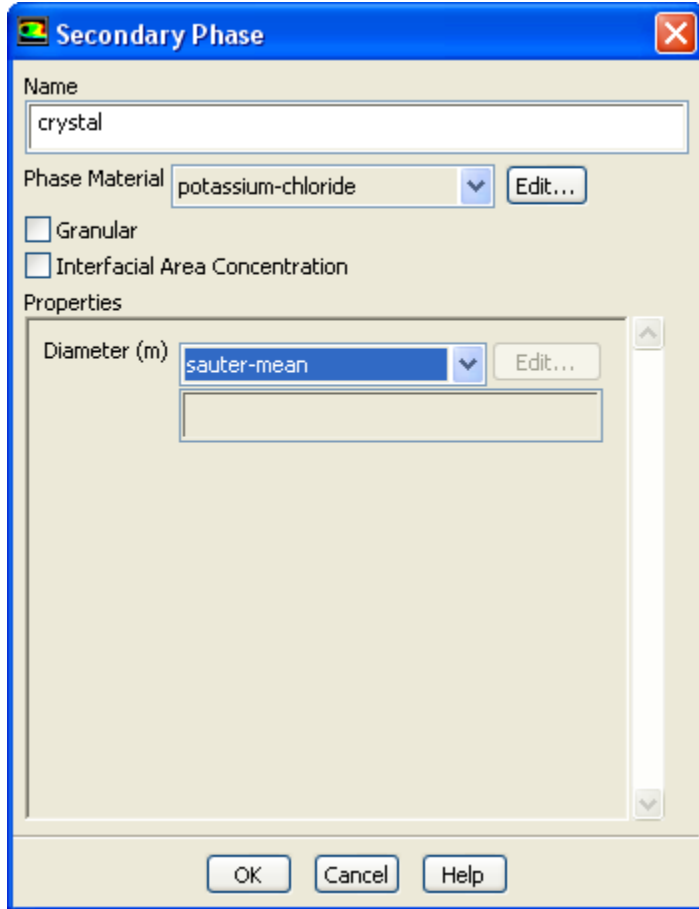 Secondary Phase
Name
crystal
Phase Material potassium-chloride Edit...
Granular
Interfacial Area Concentration
Properties
Diameter (m) sauter-mean Edit...
OK Cancel Help